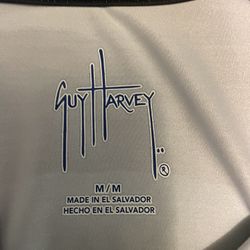 GUY HARVEY
®
M / M
MADE IN EL SALVADOR
HECHO EN EL SALVADOR